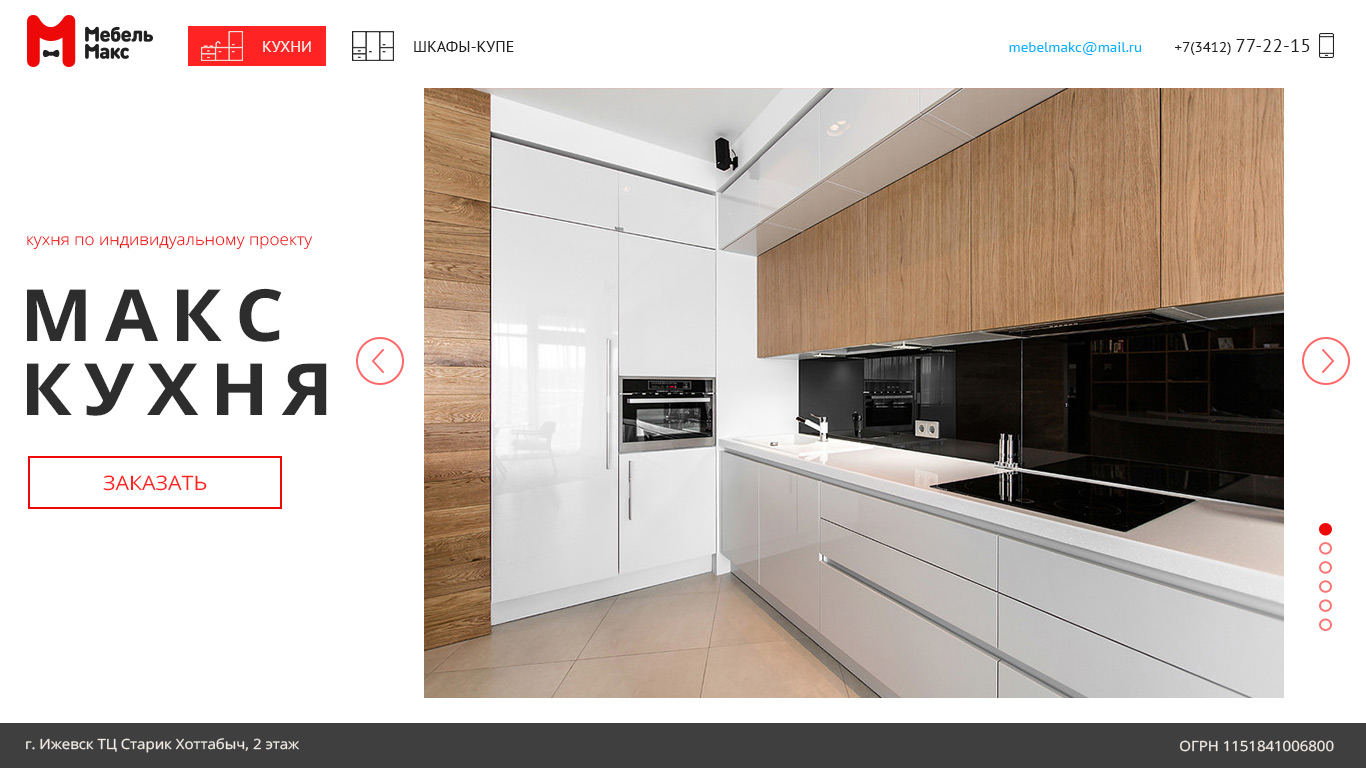 Мебель
Макс
КУХНИ
ШКАФЫ-КУПЕ
mebelmakc@mail.ru
+7(3412) 77-22-15
кухня по индивидуальному проекту
МАКС
КУХНЯ
ЗАКАЗАТЬ
г. Ижевск ТЦ Старик Хоттабыч, 2 этаж
ОГРН 1151841006800